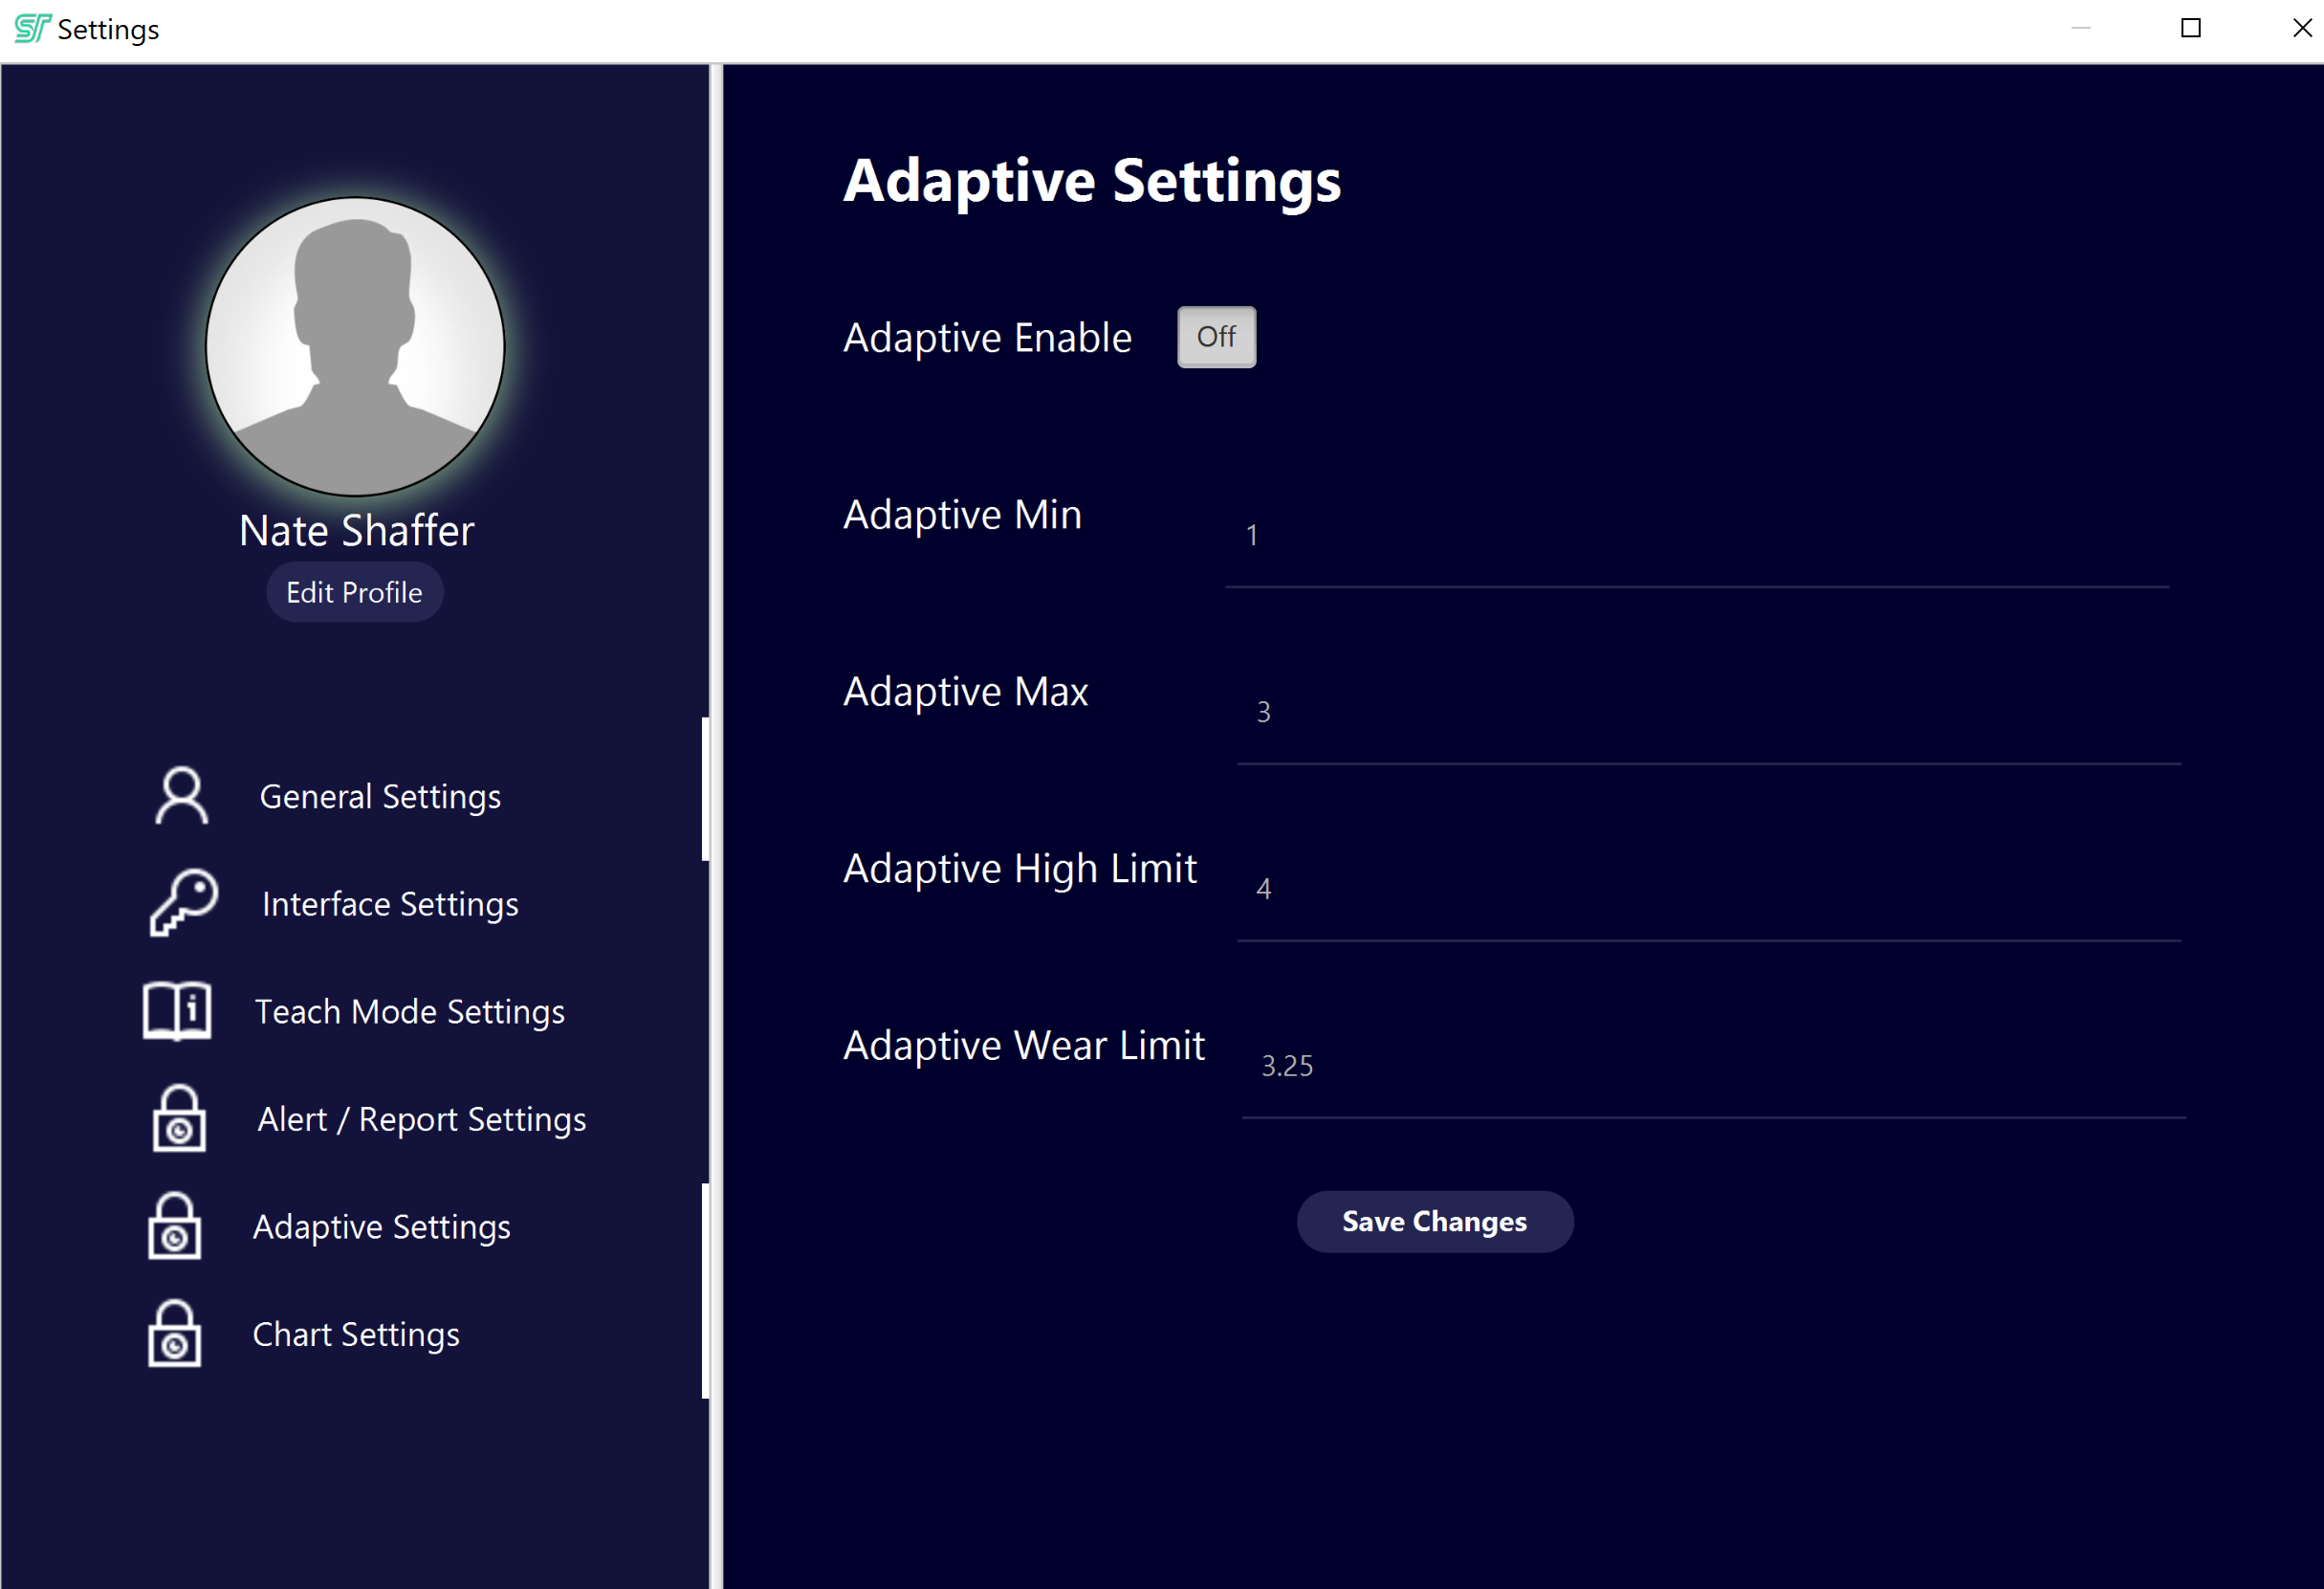 ST Settings
Nate Shaffer
Edit Profile
General Settings
Interface Settings
Teach Mode Settings
Alert / Report Settings
Adaptive Settings
Chart Settings
Adaptive Settings
Adaptive Enable Off
Adaptive Min 1
Adaptive Max 3
Adaptive High Limit 4
Adaptive Wear Limit 3.25
Save Changes